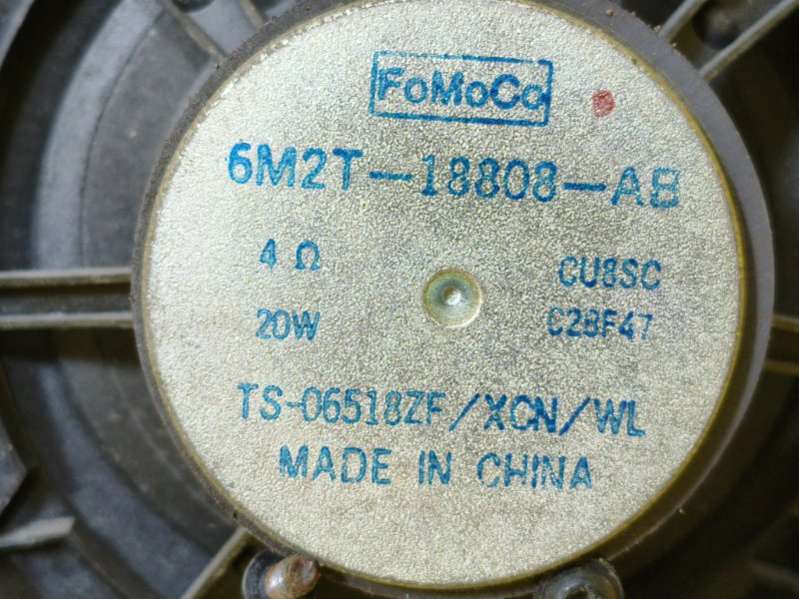 FoMoCo
6M2T-18808-AB
4 Ω CU8SC
20W C28F47
TS-06518ZF/XCN/WL
MADE IN CHINA